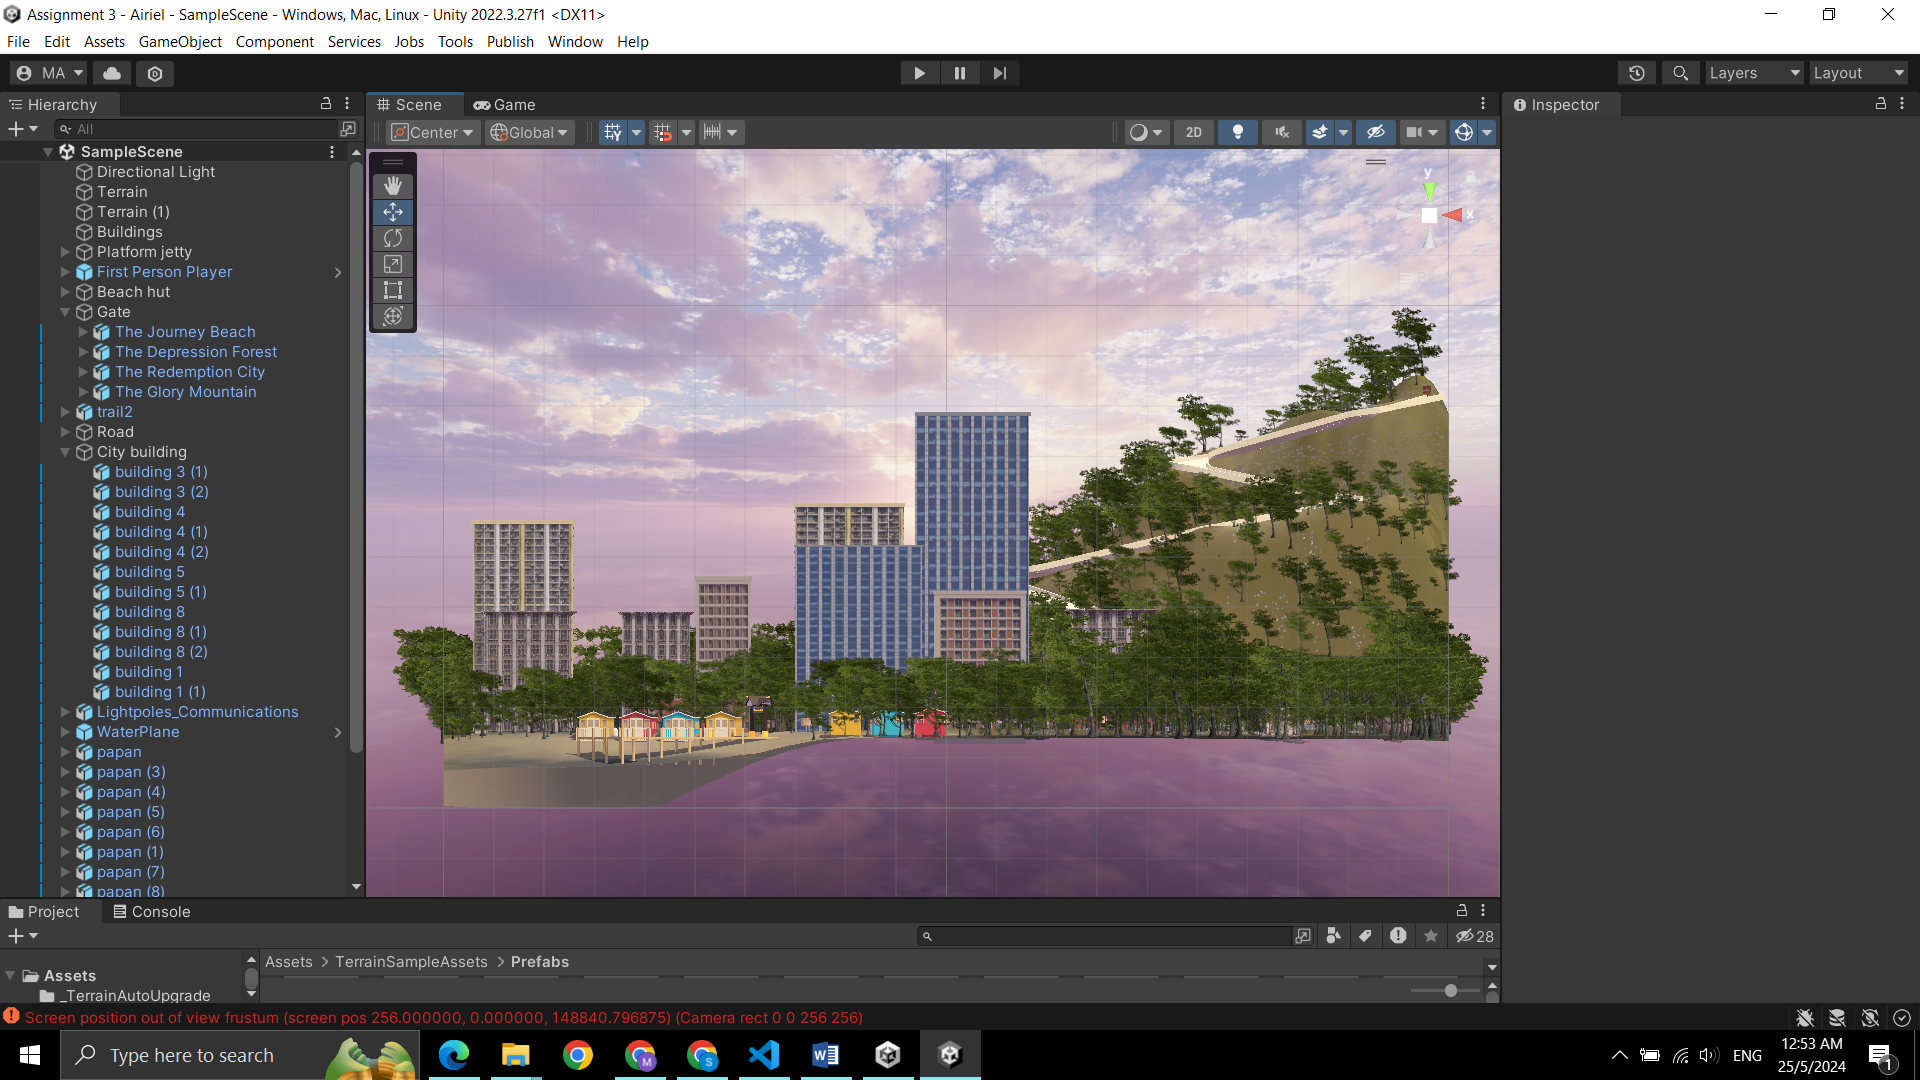 Assignment 3 - Airiel - SampleScene - Windows, Mac, Linux - Unity 2022.3.27f1 <DX11>
File Edit Assets GameObject Component Services Jobs Tools Publish Window Help
MA Layers Layout
Hierarchy
All
SampleScene
Directional Light
Terrain
Terrain (1)
Buildings
Platform jetty
First Person Player
Beach hut
Gate
The Journey Beach
The Depression Forest
The Redemption City
The Glory Mountain
trail2
Road
City building
building 3 (1)
building 3 (2)
building 4
building 4 (1)
building 4 (2)
building 5
building 5 (1)
building 8
building 8 (1)
building 8 (2)
building 1
building 1 (1)
Lightpoles_Communications
WaterPlane
papan
papan (3)
papan (4)
papan (5)
papan (6)
papan (1)
papan (7)
papan (8)
Scene Game
Center Global 2D
y
x
Inspector
Project Console
28
Assets
_TerrainAutoUpgrade
Assets > TerrainSampleAssets > Prefabs
Screen position out of view frustum (screen pos 256.000000, 0.000000, 148840.796875) (Camera rect 0 0 256 256)
Type here to search
M
S
ENG
12:53 AM
25/5/2024
1